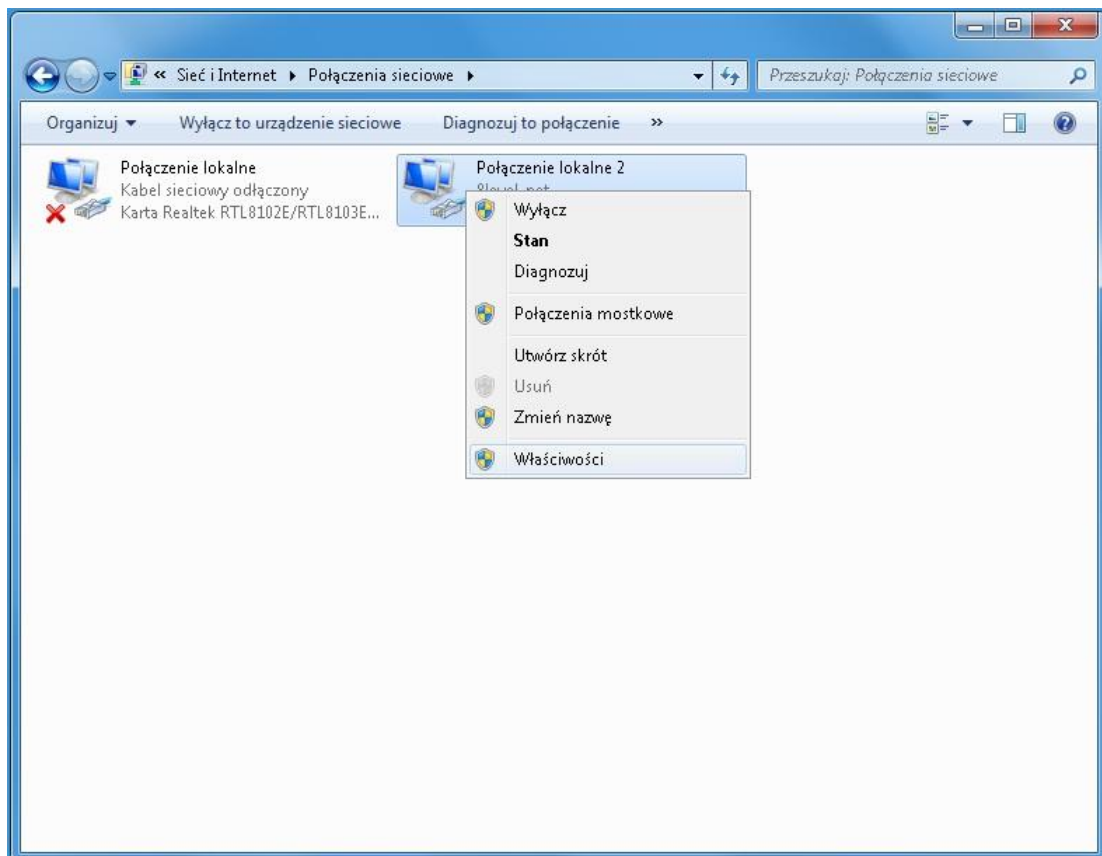 « Sieć i Internet Połączenia sieciowe
Przeszukaj: Połączenia sieciowe
Organizuj Wyłącz to urządzenie sieciowe Diagnozuj to połączenie »
Połączenie lokalne
Kabel sieciowy odłączony
Karta Realtek RTL8102E/RTL8103E...
Połączenie lokalne 2
Wyłącz
Stan
Diagnozuj
Połączenia mostkowe
Utwórz skrót
Usuń
Zmień nazwę
Właściwości